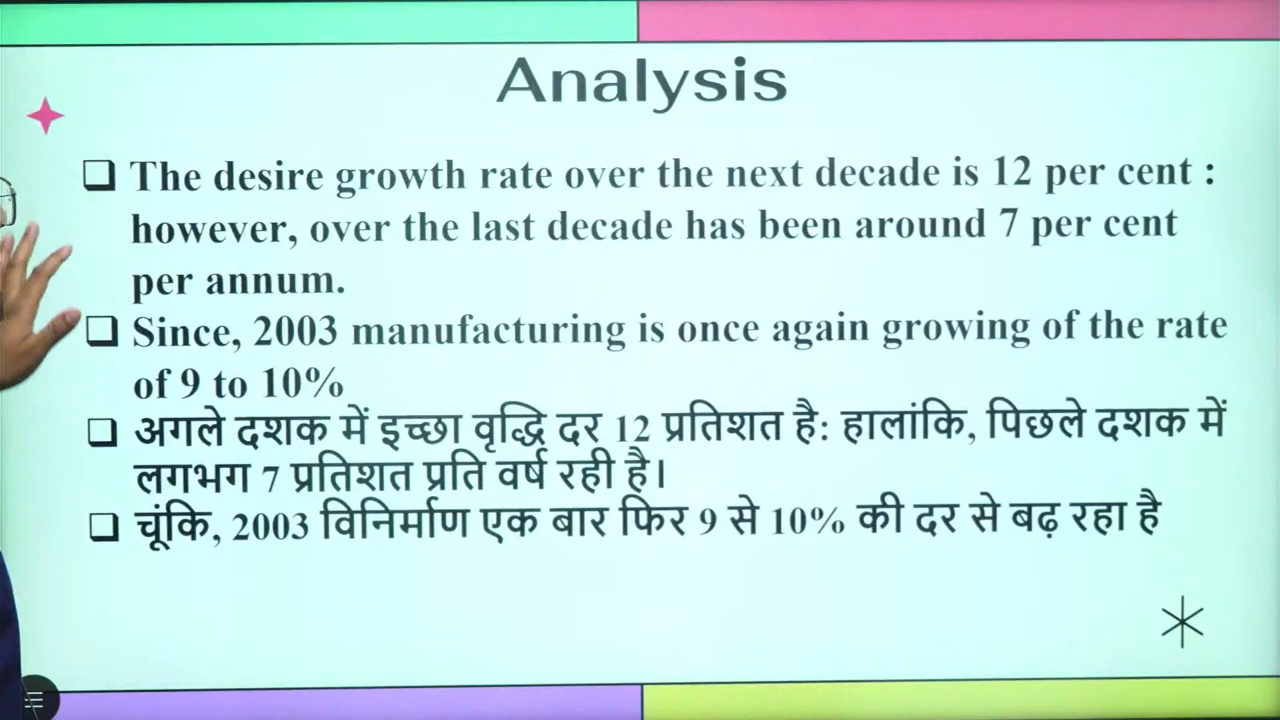 Analysis
The desire growth rate over the next decade is 12 per cent :
however, over the last decade has been around 7 per cent
per annum.
Since, 2003 manufacturing is once again growing of the rate
of 9 to 10%
अगले दशक में इच्छा वृद्धि दर 12 प्रतिशत है: हालांकि, पिछले दशक में
लगभग 7 प्रतिशत प्रति वर्ष रही है।
चूंकि, 2003 विनिर्माण एक बार फिर 9 से 10% की दर से बढ़ रहा है